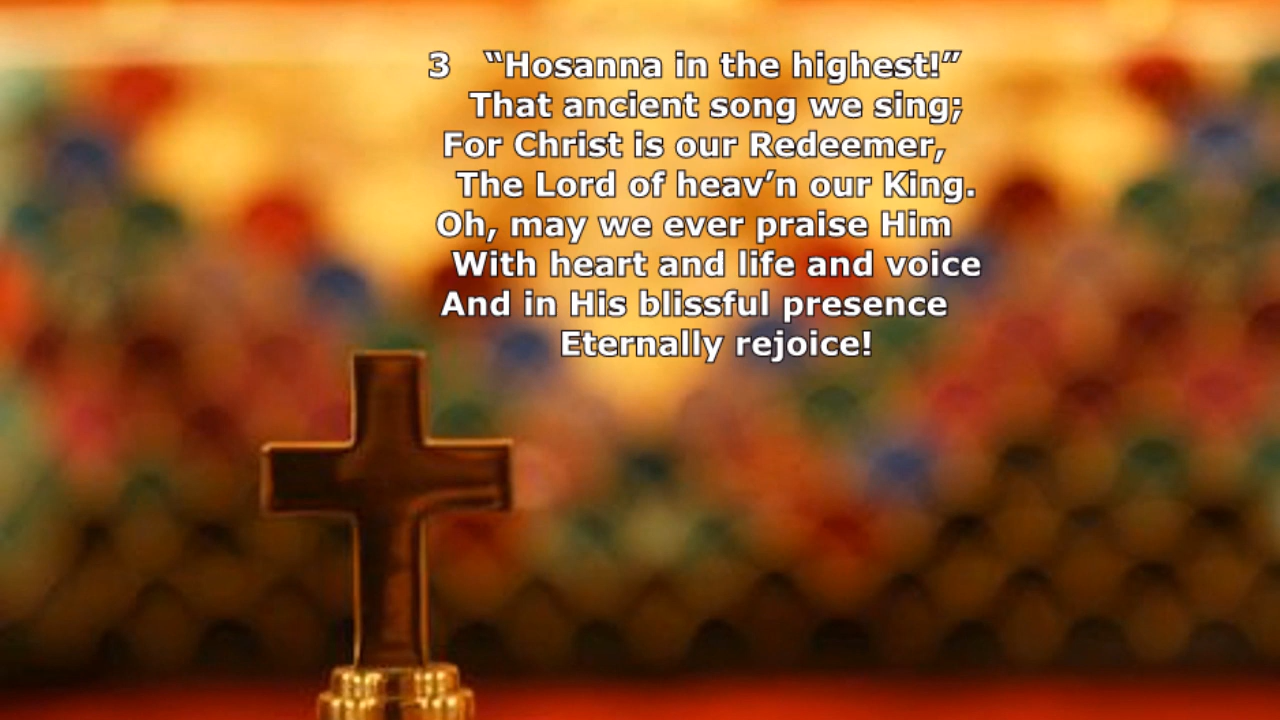 3 “Hosanna in the highest!”
That ancient song we sing;
For Christ is our Redeemer,
The Lord of heav’n our King.
Oh, may we ever praise Him
With heart and life and voice
And in His blissful presence
Eternally rejoice!